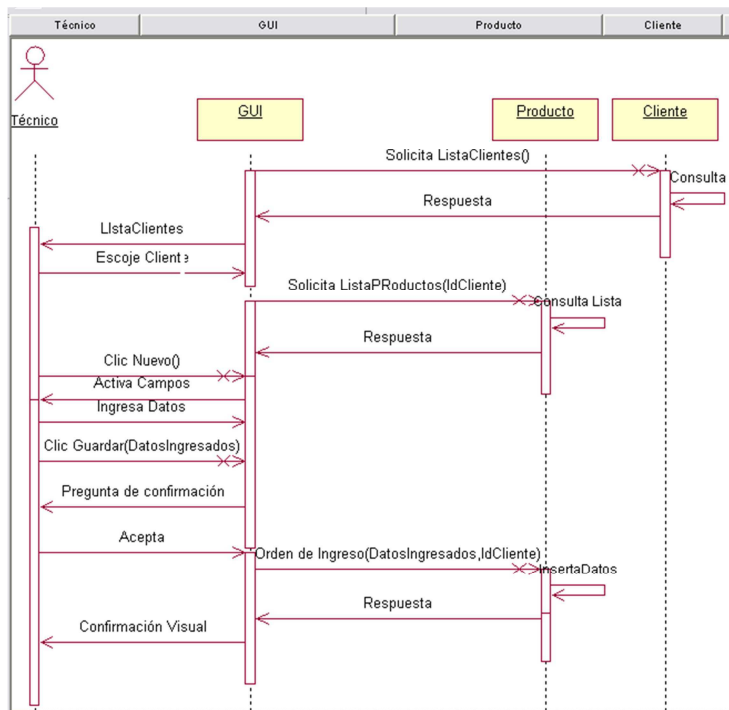 Técnico
GUI
Producto
Cliente
Técnico
GUI
Producto
Cliente
Solicita ListaClientes()
Consulta
Respuesta
LIstaClientes
Escoje Cliente
Solicita ListaPRoductos(IdCliente)
Consulta Lista
Respuesta
Clic Nuevo()
Activa Campos
Ingresa Datos
Clic Guardar(DatosIngresados)
Pregunta de confirmación
Acepta
Orden de Ingreso(DatosIngresados,IdCliente)
InsertaDatos
Respuesta
Confirmación Visual